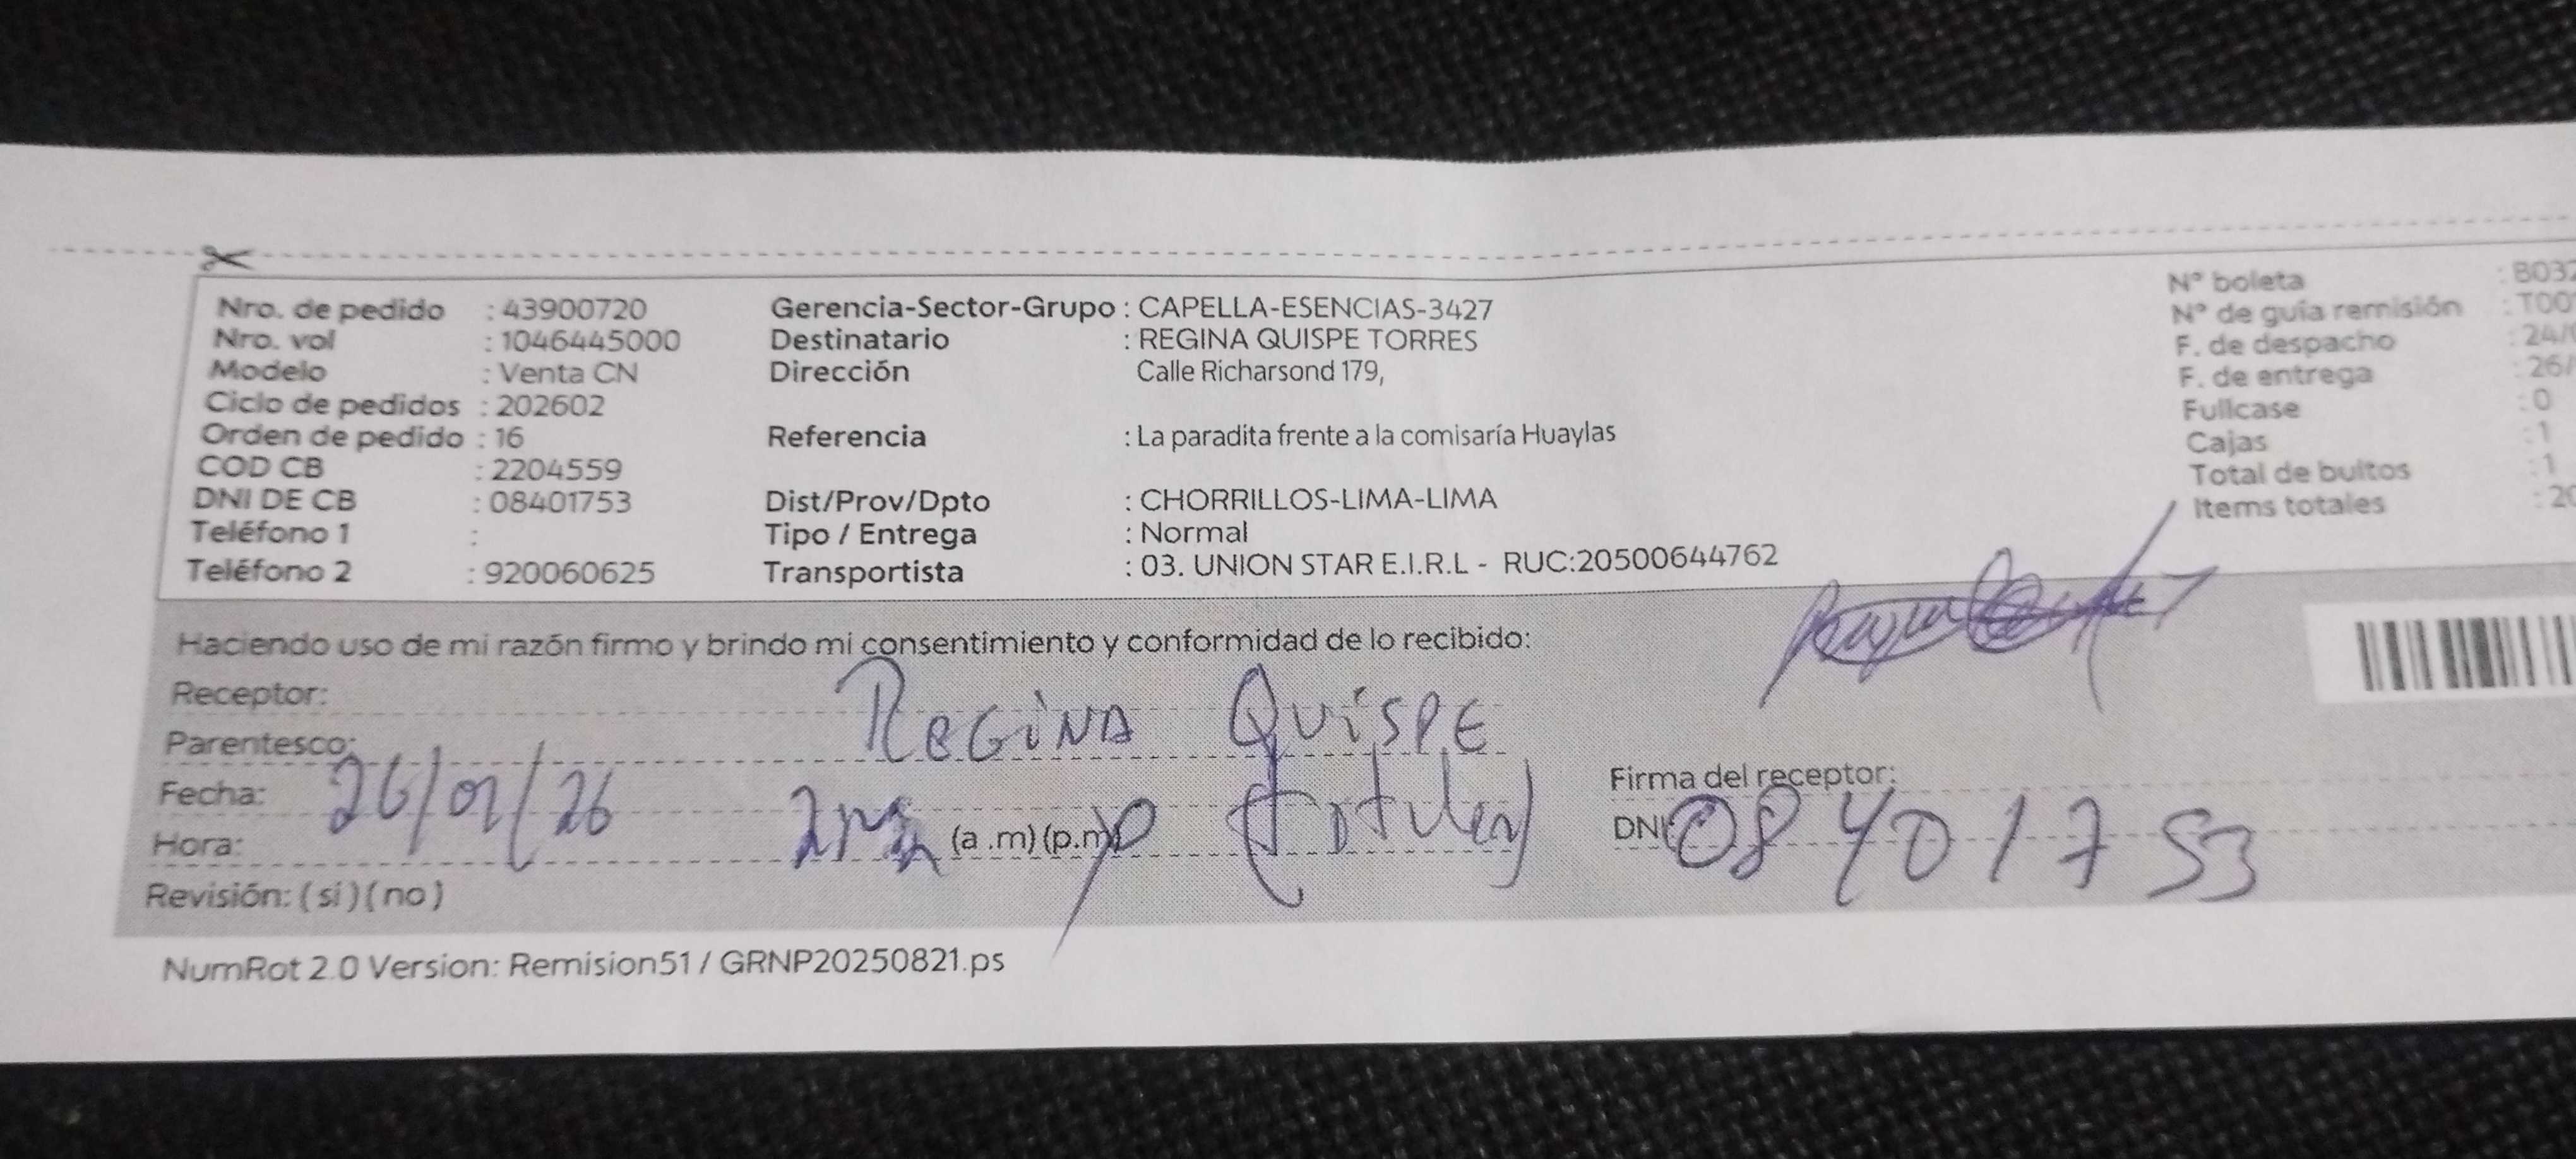 Nro. de pedido : 43900720 Gerencia-Sector-Grupo : CAPELLA-ESENCIAS-3427 N° boleta : B032
Nro. vol : 1046445000 Destinatario : REGINA QUISPE TORRES N° de guía remisión : T00
Modelo : Venta CN Dirección Calle Richarsond 179, F. de despacho : 24/
Ciclo de pedidos : 202602 F. de entrega : 26/
Orden de pedido : 16 Referencia : La paradita frente a la comisaría Huaylas Fullcase : 0
COD CB : 2204559 Cajas : 1
DNI DE CB : 08401753 Dist/Prov/Dpto : CHORRILLOS-LIMA-LIMA Total de bultos : 1
Teléfono 1 : Tipo / Entrega : Normal Items totales : 20
Teléfono 2 : 920060625 Transportista : 03. UNION STAR E.I.R.L - RUC:20500644762
Haciendo uso de mi razón firmo y brindo mi consentimiento y conformidad de lo recibido:
Receptor: REGINA QUISPE
Parentesco:
Fecha: 26/01/26 Firma del receptor:
Hora: (a .m) (p.m) DNI: 08401753
Revisión: ( sí ) ( no )
NumRot 2.0 Version: Remision51 / GRNP20250821.ps